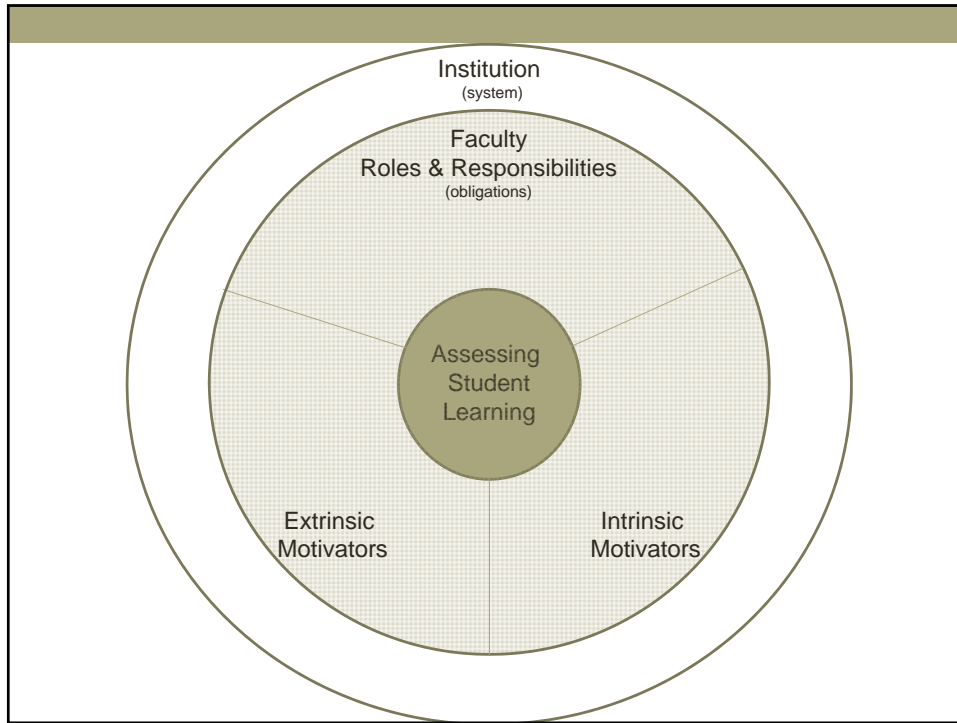 Institution
(system)
Faculty
Roles & Responsibilities
(obligations)
Assessing
Student
Learning
Extrinsic
Motivators
Intrinsic
Motivators